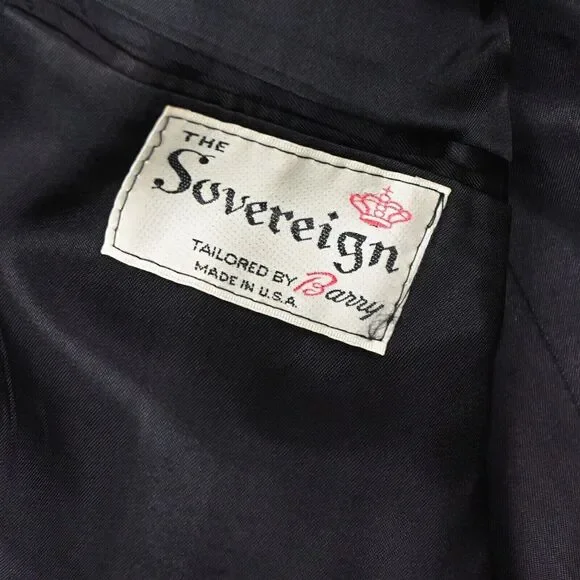 THE
Sovereign
TAILORED BY Barry
MADE IN U.S.A.